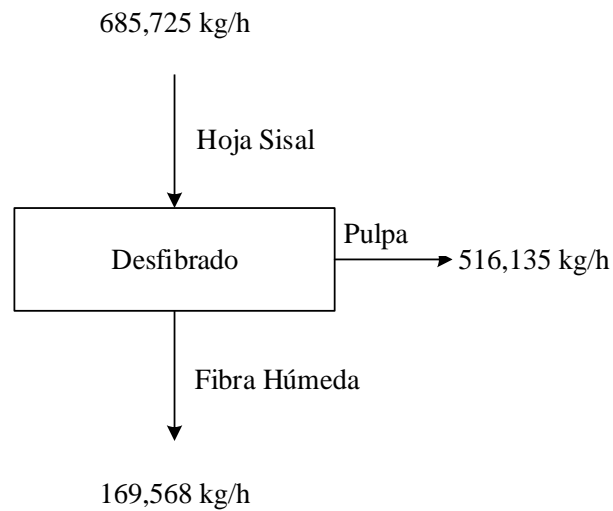 685,725 kg/h
Hoja Sisal
Pulpa
Desfibrado
516,135 kg/h
Fibra Húmeda
169,568 kg/h